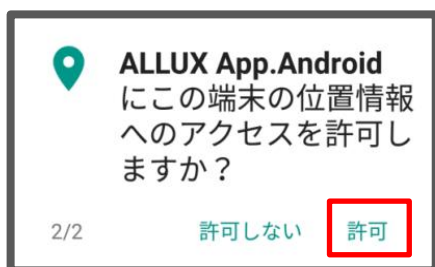 ALLUX App.Android
にこの端末の位置情報
へのアクセスを許可し
ますか？
2/2 許可しない 許可